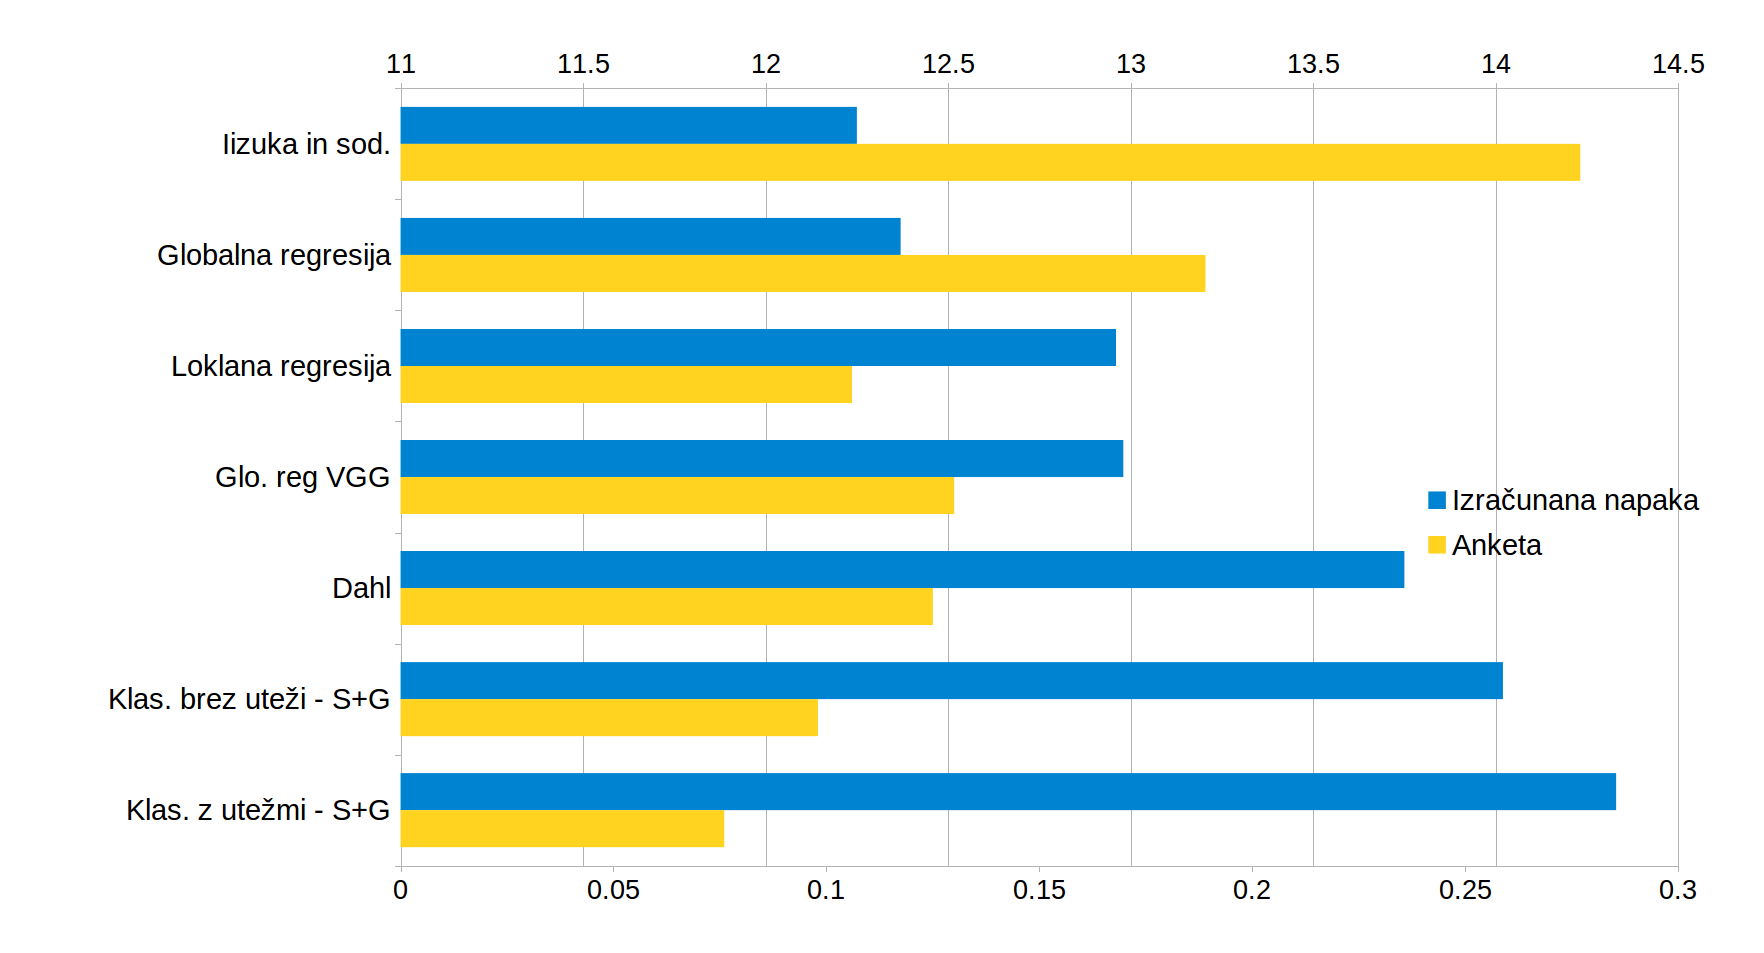 11 11.5 12 12.5 13 13.5 14 14.5
Iizuka in sod.
Globalna regresija
Loklana regresija
Glo. reg VGG
Izračunana napaka
Anketa
Dahl
Klas. brez uteži - S+G
Klas. z utežmi - S+G
0 0.05 0.1 0.15 0.2 0.25 0.3